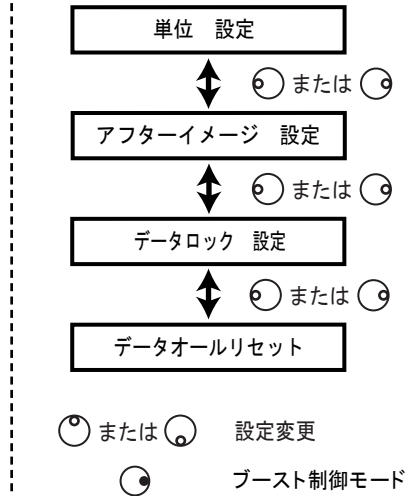 単位　設定
または
アフターイメージ　設定
または
データロック　設定
または
データオールリセット
または　設定変更
ブースト制御モード